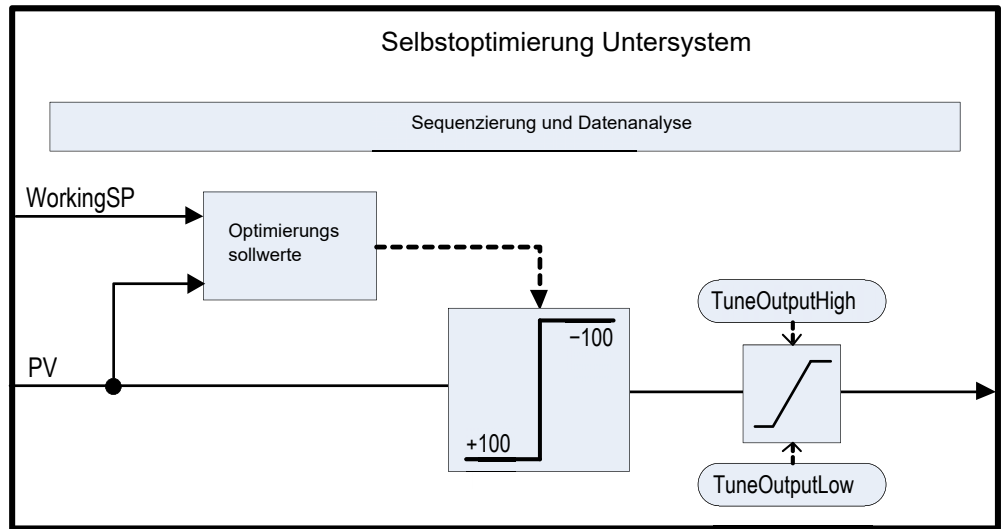 Selbstoptimierung Untersystem
Sequenzierung und Datenanalyse
WorkingSP
Optimierungs
sollwerte
TuneOutputHigh
−100
PV
+100
TuneOutputLow